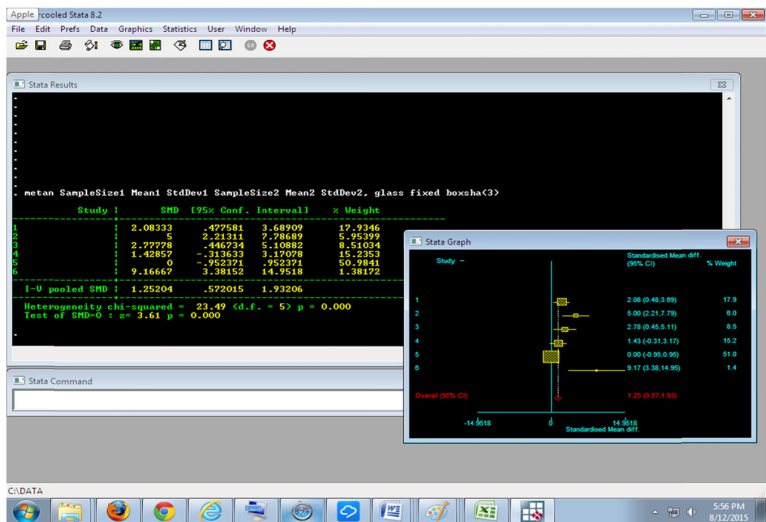 Apple rcooled Stata 8.2
File Edit Prefs Data Graphics Statistics User Window Help
Stata Results
. metan SampleSize1 Mean1 StdDev1 SampleSize2 Mean2 StdDev2, glass fixed boxsha(3)
Study | SMD [95% Conf. Interval] % Weight
1 | 2.08333 .477581 3.68909 17.9346
2 | 5 2.21311 7.78689 5.95399
3 | 2.77778 .446734 5.10882 8.51034
4 | 1.42857 -.313633 3.17078 15.2353
5 | 0 -.952371 .952371 50.9841
6 | 9.16667 3.38152 14.9518 1.38172
I-V pooled SMD | 1.25204 .572015 1.93206
Heterogeneity chi-squared = 23.49 (d.f. = 5) p = 0.000
Test of SMD=0 : z= 3.61 p = 0.000
.
Stata Graph
Study
Standardised Mean diff.
(95% CI) % Weight
1 2.08 (0.48,3.69) 17.9
2 5.00 (2.21,7.79) 6.0
3 2.78 (0.45,5.11) 8.5
4 1.43 (-0.31,3.17) 15.2
5 0.00 (-0.95,0.95) 51.0
6 9.17 (3.38,14.95) 1.4
Overall (95% CI) 1.25 (0.57,1.93)
-14.9518 0 14.9518
Standardised Mean diff.
Stata Command
C:\DATA
5:56 PM
8/12/2015